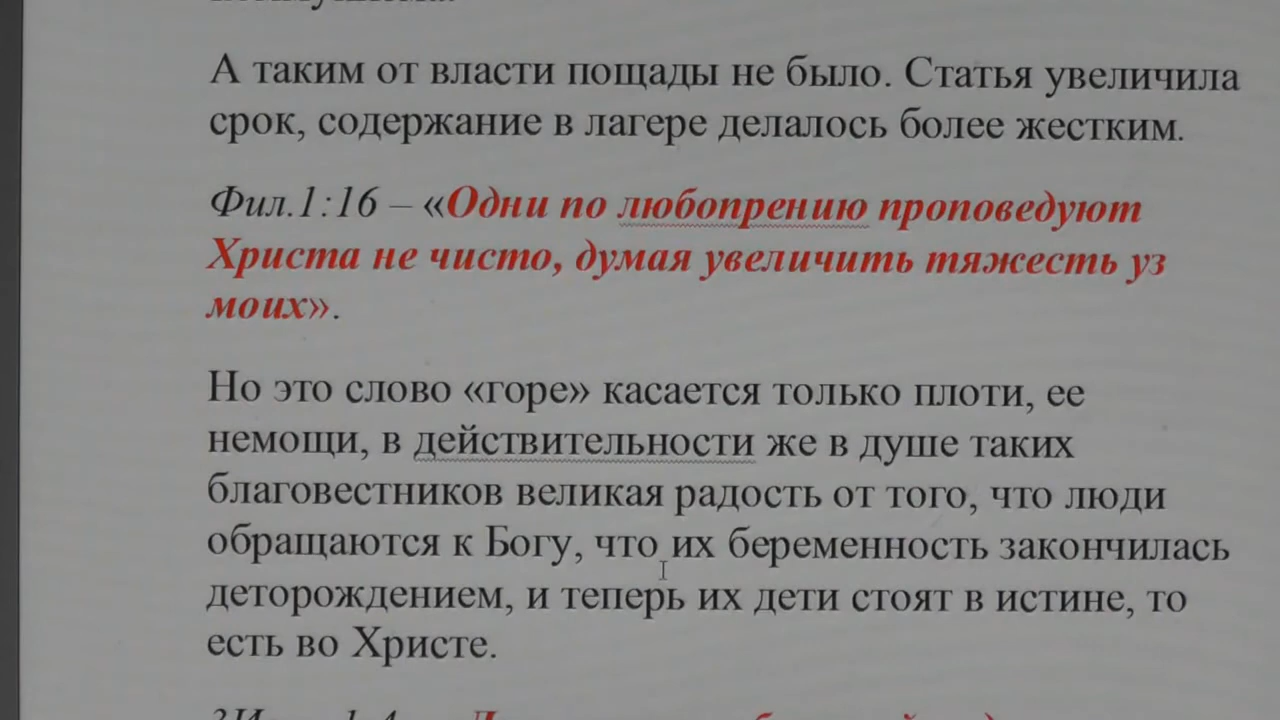 А таким от власти пощады не было. Статья увеличила
срок, содержание в лагере делалось более жестким.
Фил.1:16 – «Одни по любопрению проповедуют
Христа не чисто, думая увеличить тяжесть уз
моих».
Но это слово «горе» касается только плоти, ее
немощи, в действительности же в душе таких
благовестников великая радость от того, что люди
обращаются к Богу, что их беременность закончилась
деторождением, и теперь их дети стоят в истине, то
есть во Христе.